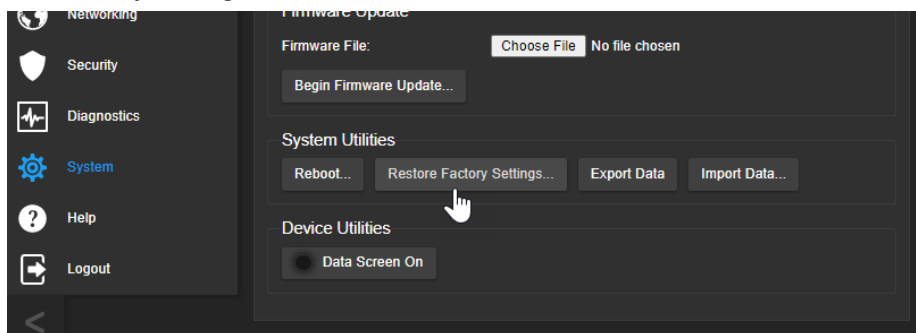 Networking
Security
Diagnostics
System
Help
Logout
Firmware Update
Firmware File: Choose File No file chosen
Begin Firmware Update...
System Utilities
Reboot... Restore Factory Settings... Export Data Import Data...
Device Utilities
Data Screen On